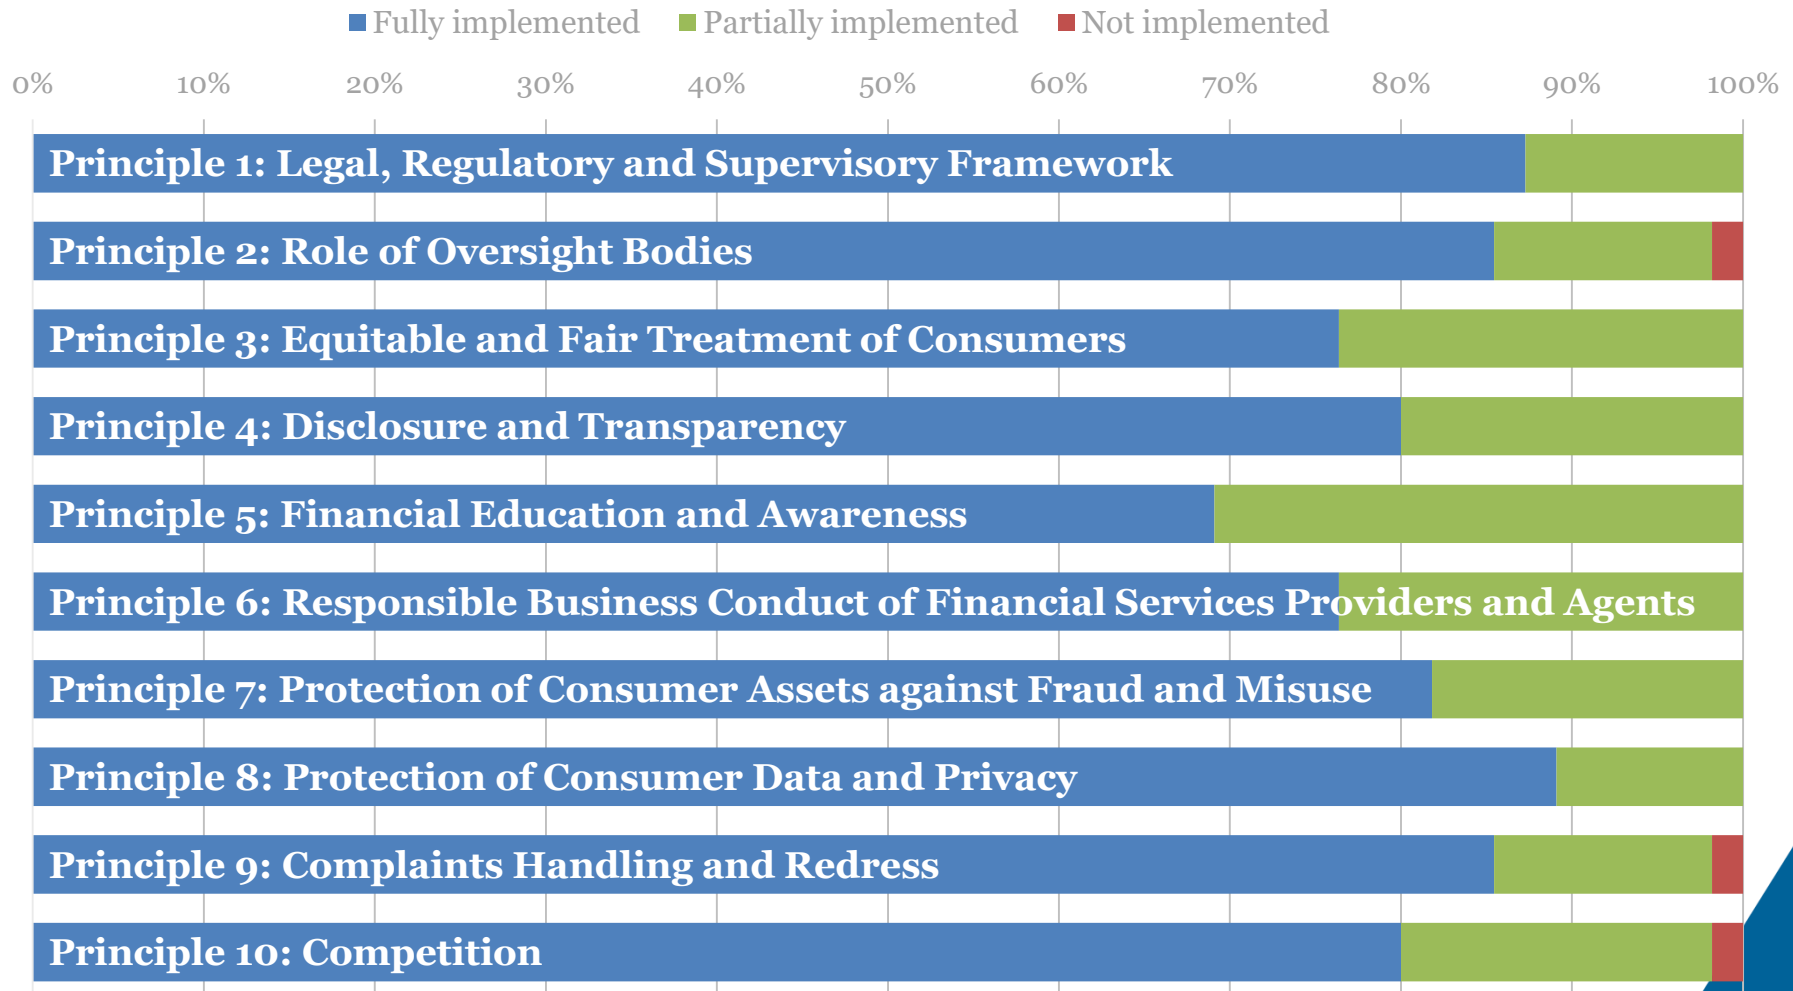 Fully implemented Partially implemented Not implemented
0% 10% 20% 30% 40% 50% 60% 70% 80% 90% 100%
Principle 1: Legal, Regulatory and Supervisory Framework
Principle 2: Role of Oversight Bodies
Principle 3: Equitable and Fair Treatment of Consumers
Principle 4: Disclosure and Transparency
Principle 5: Financial Education and Awareness
Principle 6: Responsible Business Conduct of Financial Services Providers and Agents
Principle 7: Protection of Consumer Assets against Fraud and Misuse
Principle 8: Protection of Consumer Data and Privacy
Principle 9: Complaints Handling and Redress
Principle 10: Competition